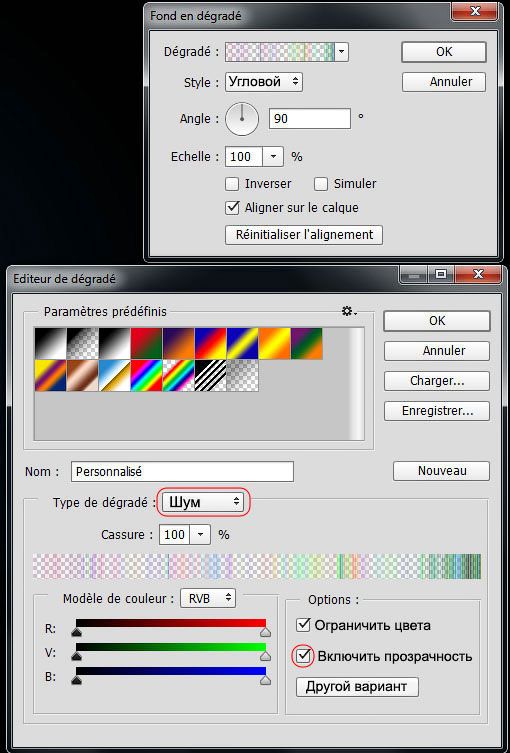 Fond en dégradé
Dégradé : OK
Style : Угловой Annuler
Angle : 90 °
Echelle : 100 %
Inverser Simuler
Aligner sur le calque
Réinitialiser l'alignement
Editeur de dégradé
Paramètres prédéfinis
OK
Annuler
Charger...
Enregistrer...
Nom : Personnalisé Nouveau
Type de dégradé : Шум
Cassure : 100 %
Modèle de couleur : RVB
R:
V:
B:
Options :
Ограничить цвета
Включить прозрачность
Другой вариант